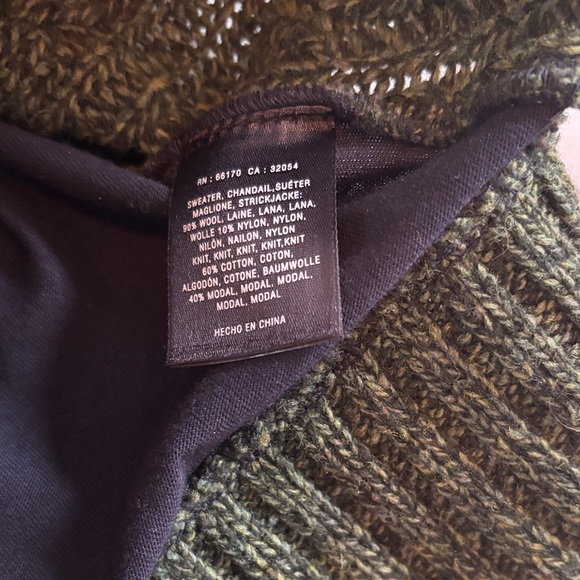 RN : 66170 CA : 32054
SWEATER, CHANDAIL,SUÉTER
MAGLIONE, STRICKJACKE:
90% WOOL, LAINE, LANA, LANA,
WOLLE 10% NYLON, NYLON,
NILÓN, NAILON, NYLON
KNIT, KNIT, KNIT, KNIT,KNIT
60% COTTON, COTON,
ALGODÓN, COTONE, BAUMWOLLE
40% MODAL, MODAL, MODAL,
MODAL, MODAL
HECHO EN CHINA